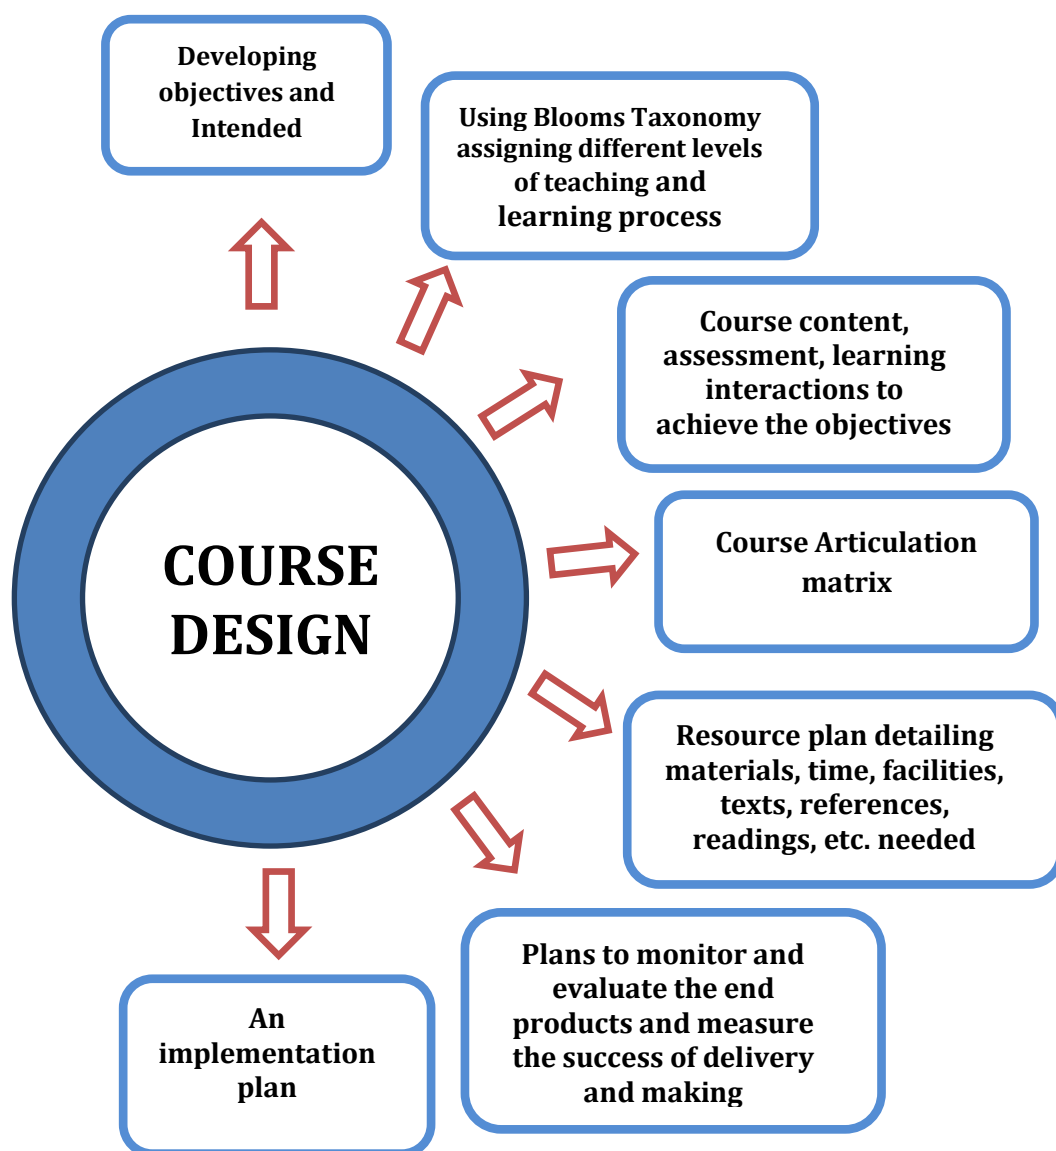 Developing
objectives and
Intended
Using Blooms Taxonomy
assigning different levels
of teaching and
learning process
Course content,
assessment, learning
interactions to
achieve the objectives
COURSE
DESIGN
Course Articulation
matrix
Resource plan detailing
materials, time, facilities,
texts, references,
readings, etc. needed
Plans to monitor and
evaluate the end
products and measure
the success of delivery
and making
An
implementation
plan